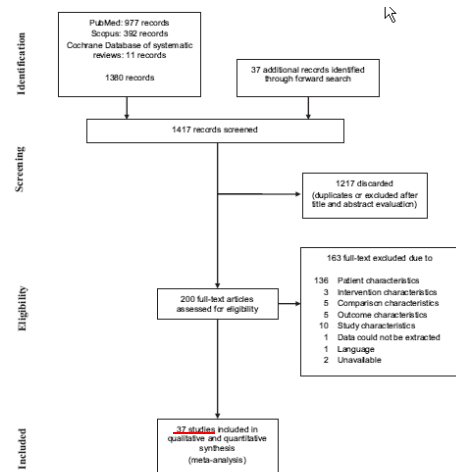 Identification
PubMed: 977 records
Scopus: 392 records
Cochrane Database of systematic
reviews: 11 records
1380 records
37 additional records identified
through forward search
Screening
1417 records screened
1217 discarded
(duplicates or excluded after
title and abstract evaluation)
Eligibility
200 full-text articles
assessed for eligibility
163 full-text excluded due to
136 Patient characteristics
3 Intervention characteristics
5 Comparison characteristics
5 Outcome characteristics
10 Study characteristics
1 Data could not be extracted
1 Language
2 Unavailable
Included
37 studies included in
qualitative and quantitative
synthesis
(meta-analysis)